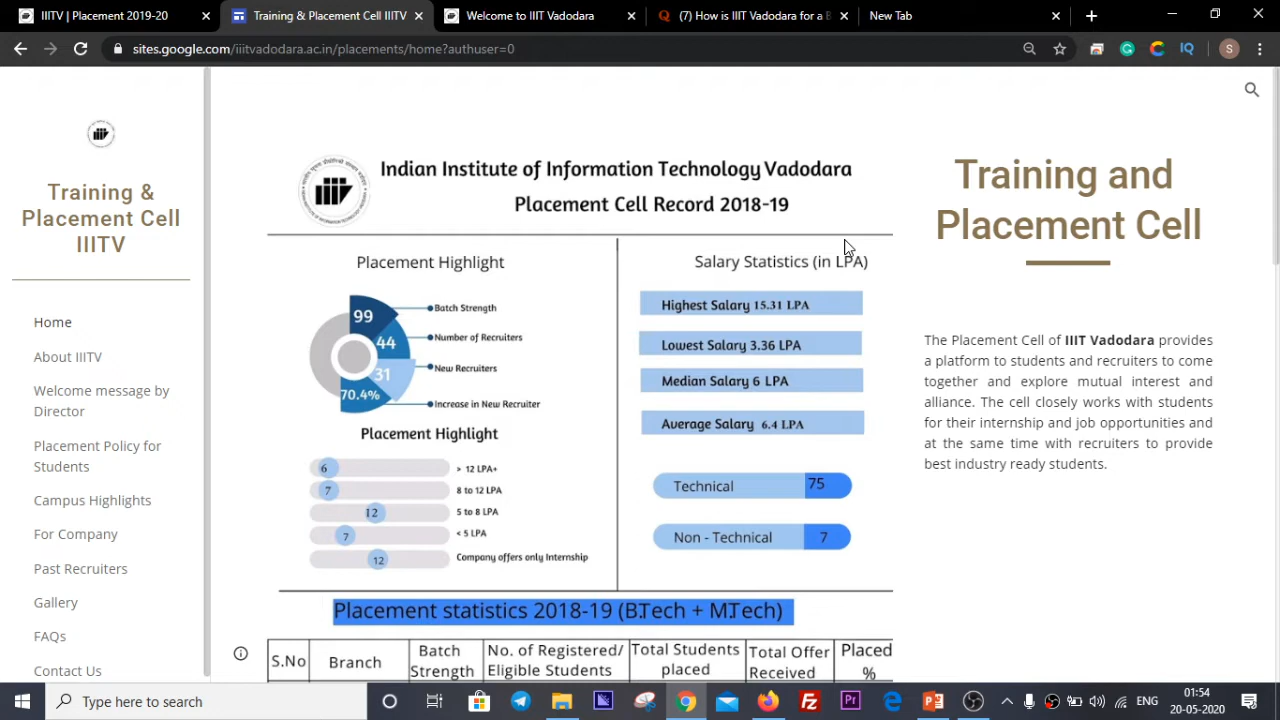 IIITV | Placement 2019-20
Training & Placement Cell IIITV
Welcome to IIIT Vadodara
(7) How is IIIT Vadodara for a B
New Tab
sites.google.com/iiitvadodara.ac.in/placements/home?authuser=0
S
Training &
Placement Cell
IIITV
Home
About IIITV
Welcome message by
Director
Placement Policy for
Students
Campus Highlights
For Company
Past Recruiters
Gallery
FAQs
Contact Us
Indian Institute of Information Technology Vadodara
Placement Cell Record 2018-19
Placement Highlight
99
Batch Strength
44
Number of Recruiters
31
New Recruiters
70.4%
Increase in New Recruiter
Placement Highlight
6 > 12 LPA+
7 8 to 12 LPA
12 5 to 8 LPA
7 < 5 LPA
12 Company offers only Internship
Salary Statistics (in LPA)
Highest Salary 15.31 LPA
Lowest Salary 3.36 LPA
Median Salary 6 LPA
Average Salary 6.4 LPA
Technical 75
Non - Technical 7
Placement statistics 2018-19 (B.Tech + M.Tech)
S.No
Branch
Batch
Strength
No. of Registered/
Eligible Students
Total Students
placed
Total Offer
Received
Placed
%
Training and
Placement Cell
The Placement Cell of IIIT Vadodara provides
a platform to students and recruiters to come
together and explore mutual interest and
alliance. The cell closely works with students
for their internship and job opportunities and
at the same time with recruiters to provide
best industry ready students.
Type here to search
ENG
01:54
20-05-2020